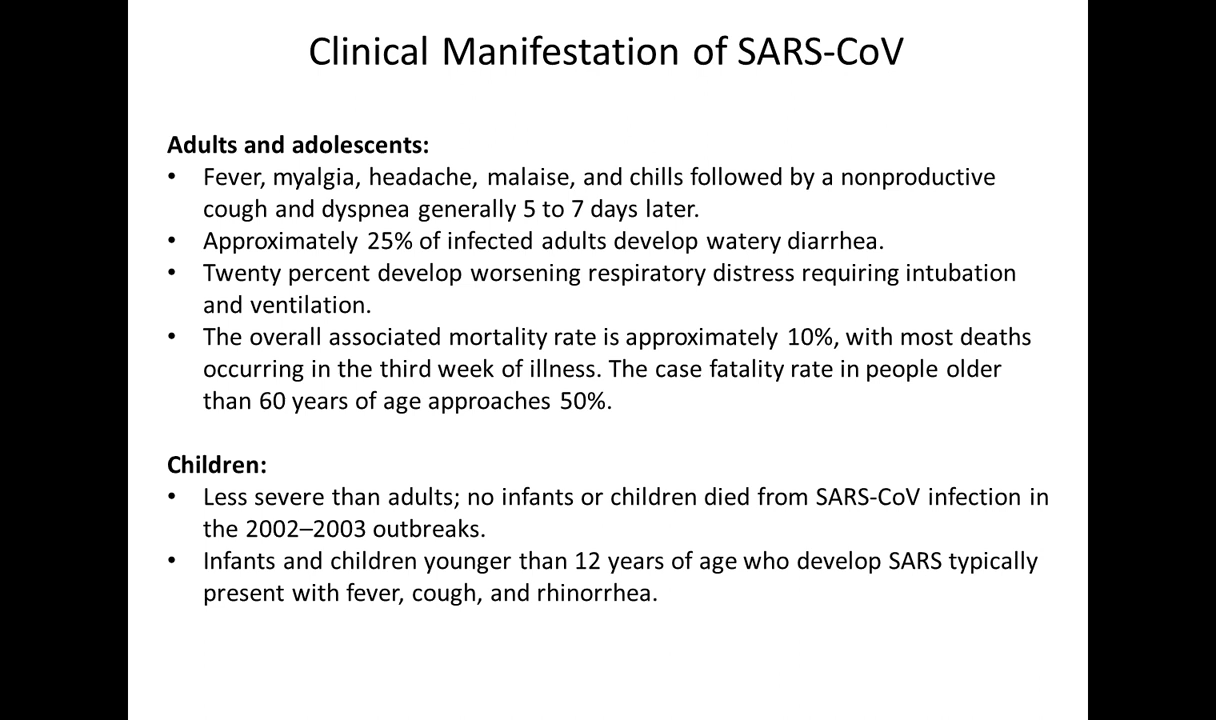 Clinical Manifestation of SARS-CoV
Adults and adolescents:
• Fever, myalgia, headache, malaise, and chills followed by a nonproductive
cough and dyspnea generally 5 to 7 days later.
• Approximately 25% of infected adults develop watery diarrhea.
• Twenty percent develop worsening respiratory distress requiring intubation
and ventilation.
• The overall associated mortality rate is approximately 10%, with most deaths
occurring in the third week of illness. The case fatality rate in people older
than 60 years of age approaches 50%.
Children:
• Less severe than adults; no infants or children died from SARS-CoV infection in
the 2002–2003 outbreaks.
• Infants and children younger than 12 years of age who develop SARS typically
present with fever, cough, and rhinorrhea.